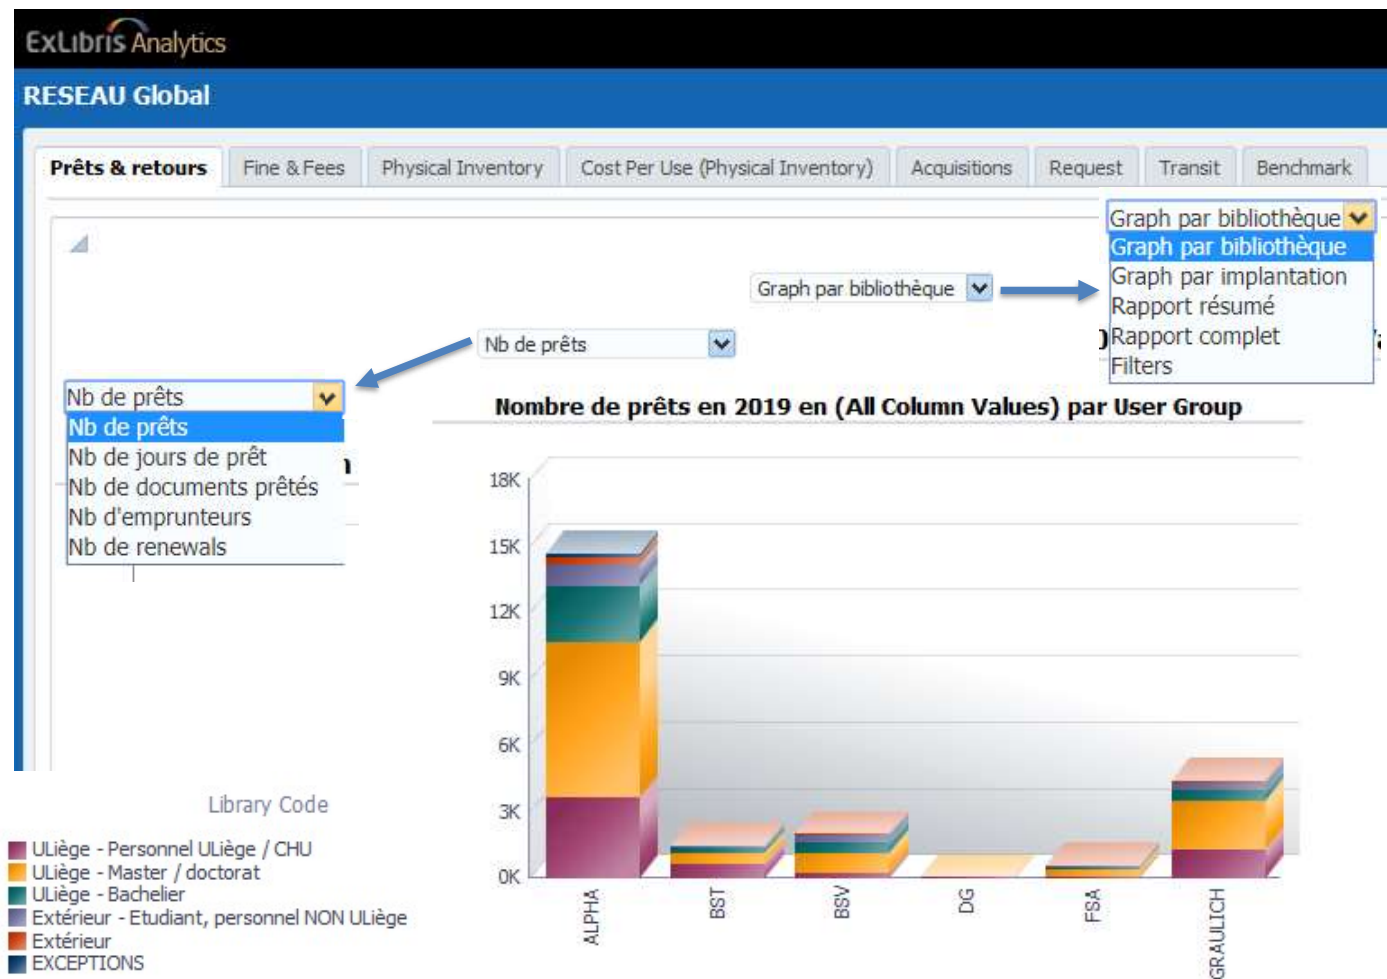 ExLibris Analytics
RESEAU Global
Prêts & retours Fine & Fees Physical Inventory Cost Per Use (Physical Inventory) Acquisitions Request Transit Benchmark
Graph par bibliothèque
Graph par bibliothèque
Graph par implantation
Rapport résumé
Rapport complet
Filters
Graph par bibliothèque
Nb de prêts
Nb de prêts
Nb de prêts
Nb de jours de prêt
Nb de documents prêtés
Nb d'emprunteurs
Nb de renewals
Nombre de prêts en 2019 en (All Column Values) par User Group
18K
15K
12K
9K
6K
3K
0K
ALPHA
BST
BSV
DG
FSA
GRAULICH
Library Code
ULiège - Personnel ULiège / CHU
ULiège - Master / doctorat
ULiège - Bachelier
Extérieur - Etudiant, personnel NON ULiège
Extérieur
EXCEPTIONS